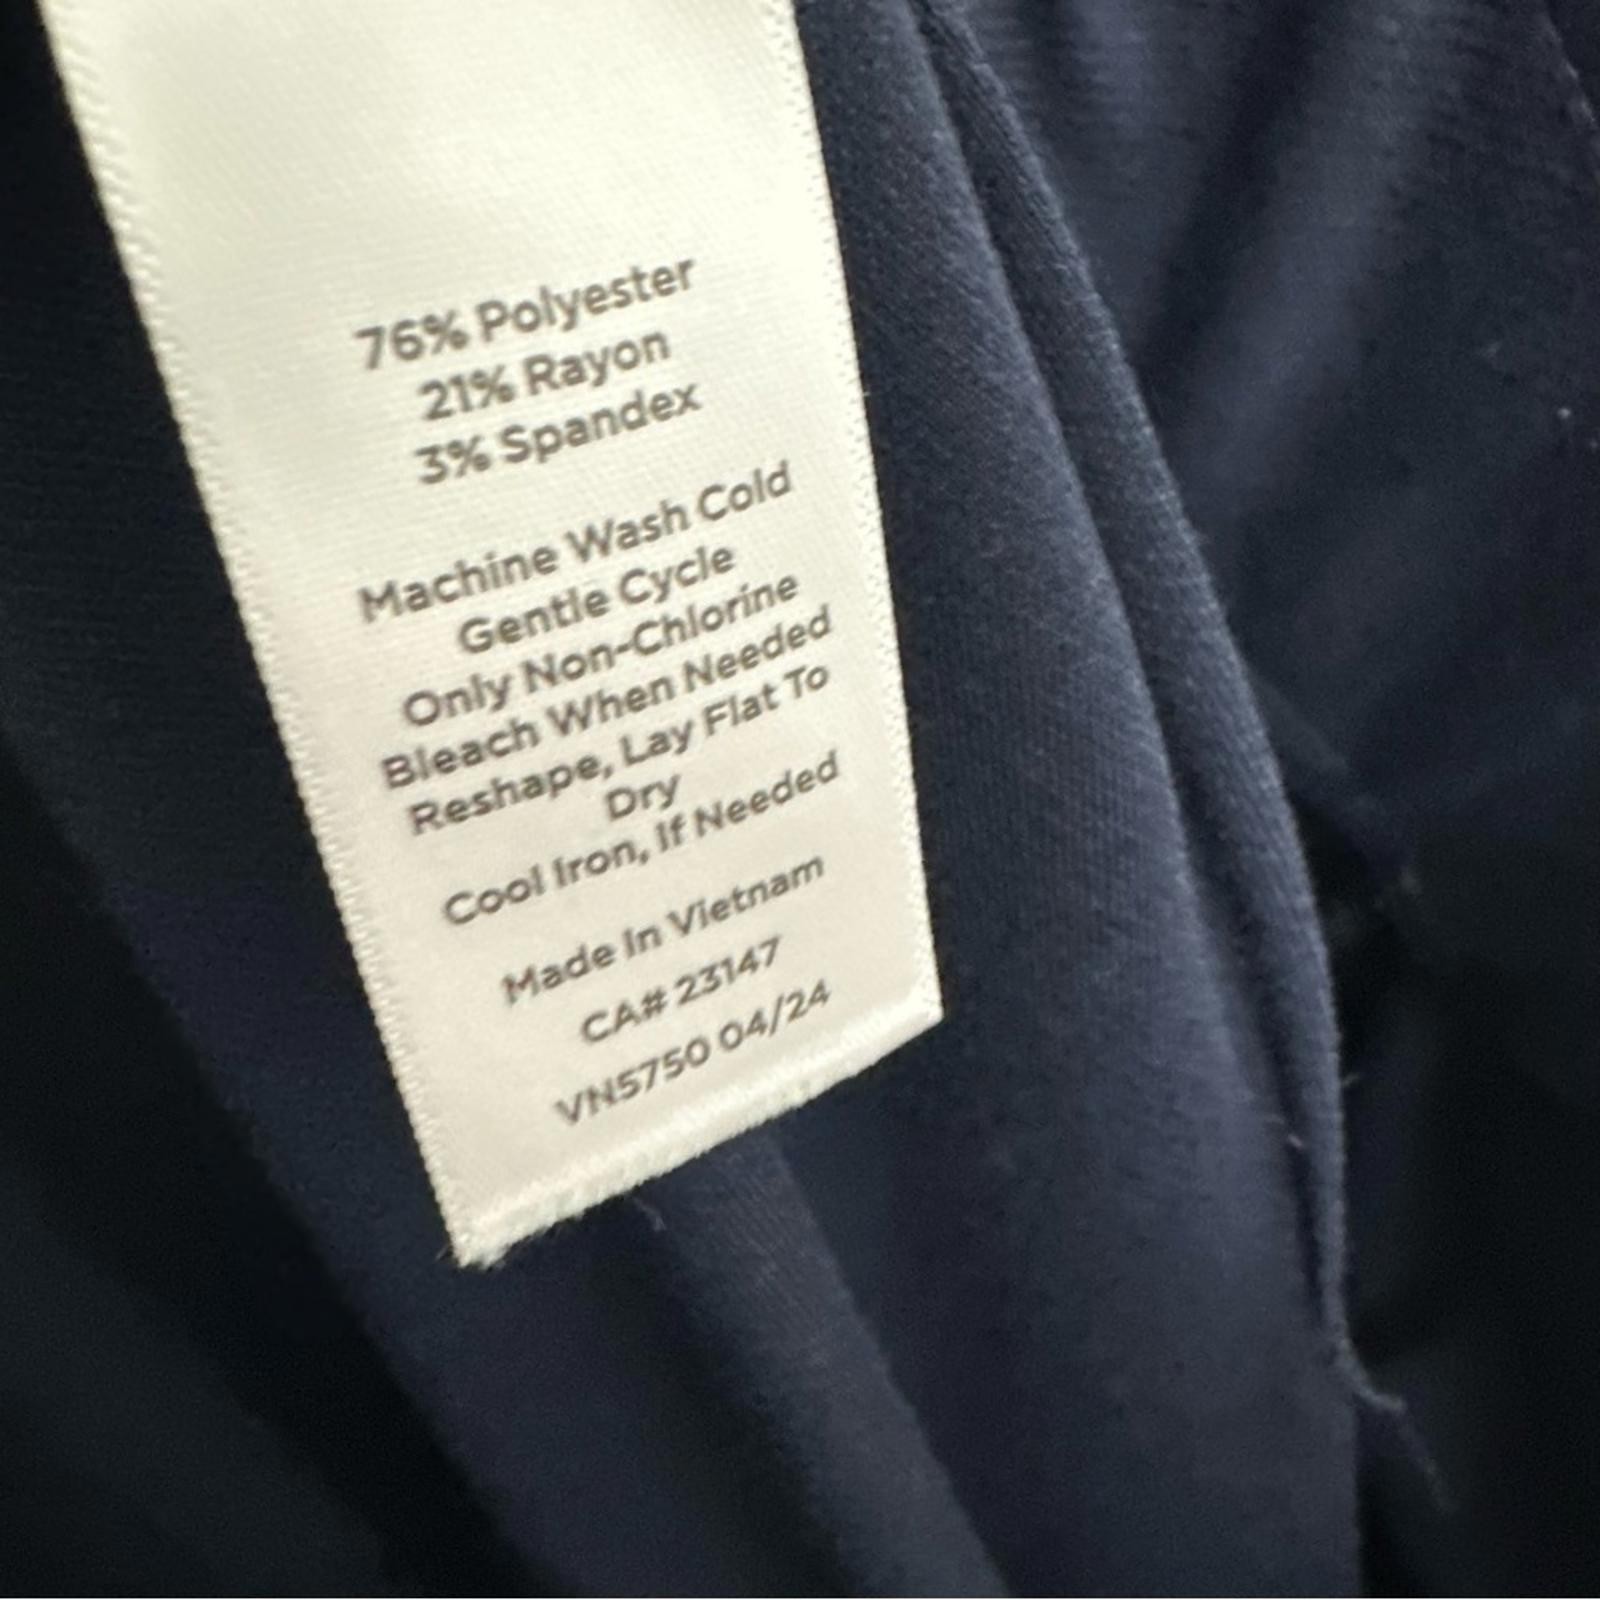 76% Polyester
21% Rayon
3% Spandex
Machine Wash Cold
Gentle Cycle
Only Non-Chlorine
Bleach When Needed
Reshape, Lay Flat To
Dry
Cool Iron, If Needed
Made In Vietnam
CA# 23147
VN5750 04/24